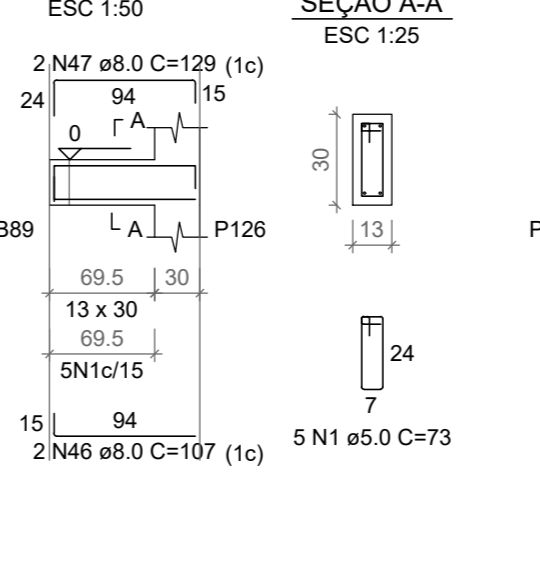 ESC 1:50
SEÇÃO A-A
ESC 1:25
2 N47 ø8.0 C=129 (1c)
24
94
15
A
0
30
13
A
B89
P126
P
69.5
30
13 x 30
69.5
5N1c/15
24
7
15
94
5 N1 ø5.0 C=73
2 N46 ø8.0 C=107 (1c)